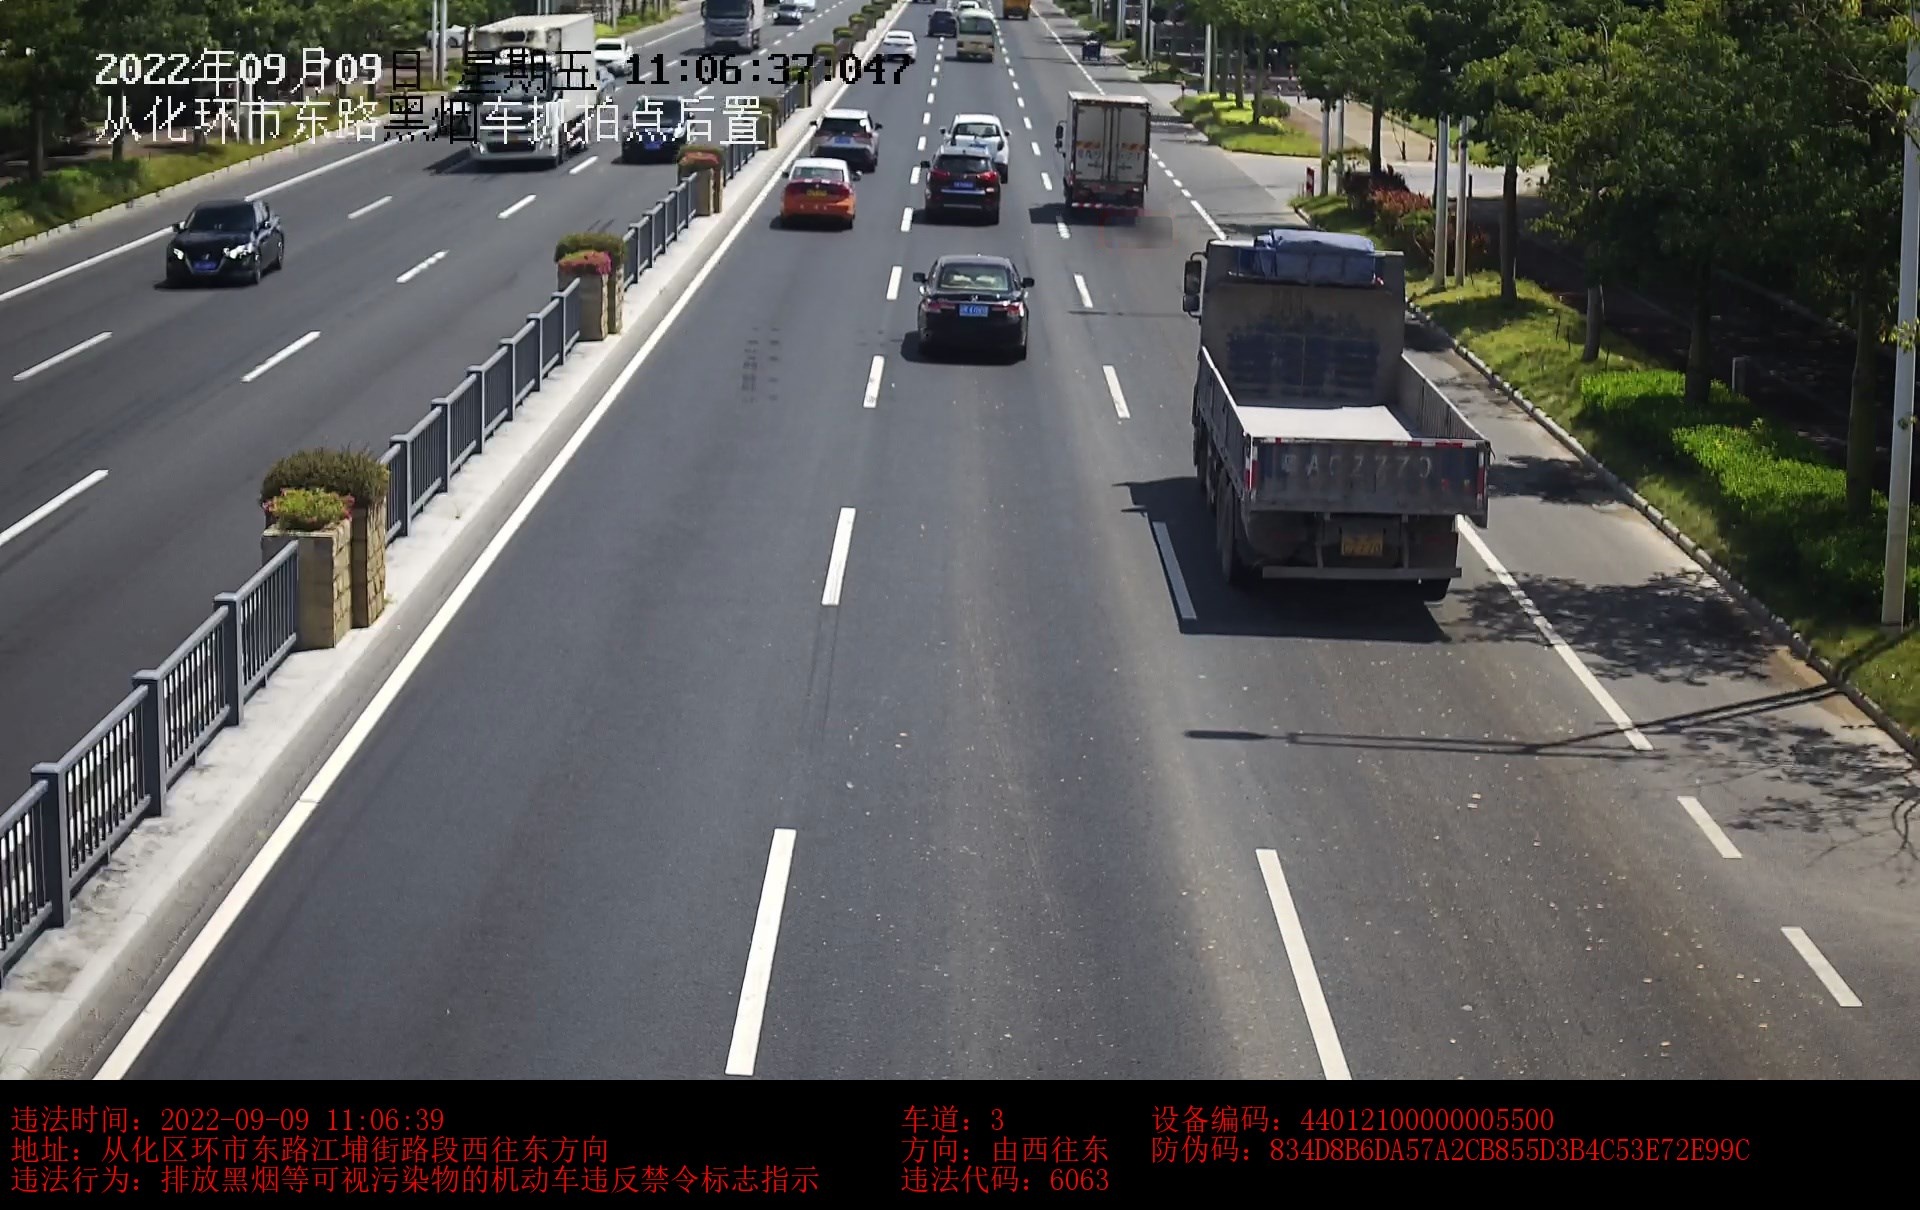 2022年09月09日 星期五 11:06:37:047
从化环市东路黑烟车抓拍点后置
违法时间：2022-09-09 11:06:39
车道：3
设备编码：44012100000005500
地址：从化区环市东路江埔街路段西往东方向
方向：由西往东
防伪码：834D8B6DA57A2CB855D3B4C53E72E99C
违法行为：排放黑烟等可视污染物的机动车违反禁令标志指示
违法代码：6063